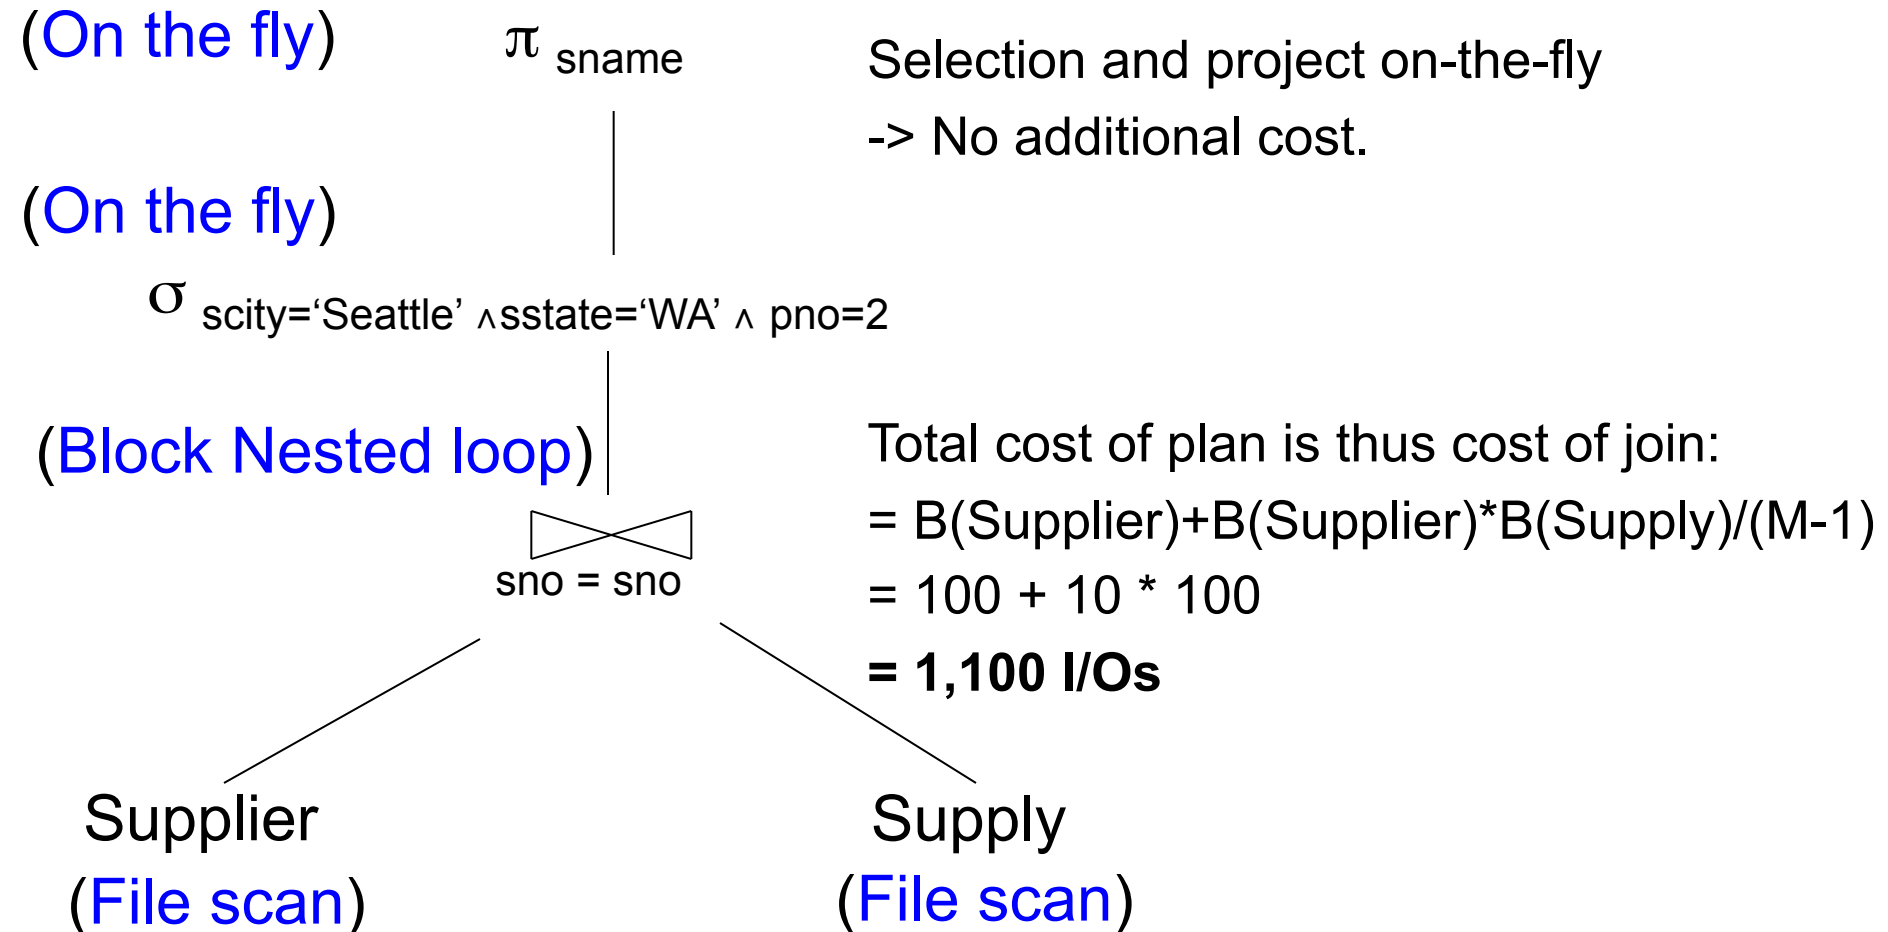 (On the fly)
π sname
Selection and project on-the-fly
-> No additional cost.
(On the fly)
σ scity=‘Seattle’ ∧sstate=‘WA’ ∧ pno=2
(Block Nested loop)
sno = sno
Total cost of plan is thus cost of join:
= B(Supplier)+B(Supplier)*B(Supply)/(M-1)
= 100 + 10 * 100
= 1,100 I/Os
Supplier
(File scan)
Supply
(File scan)